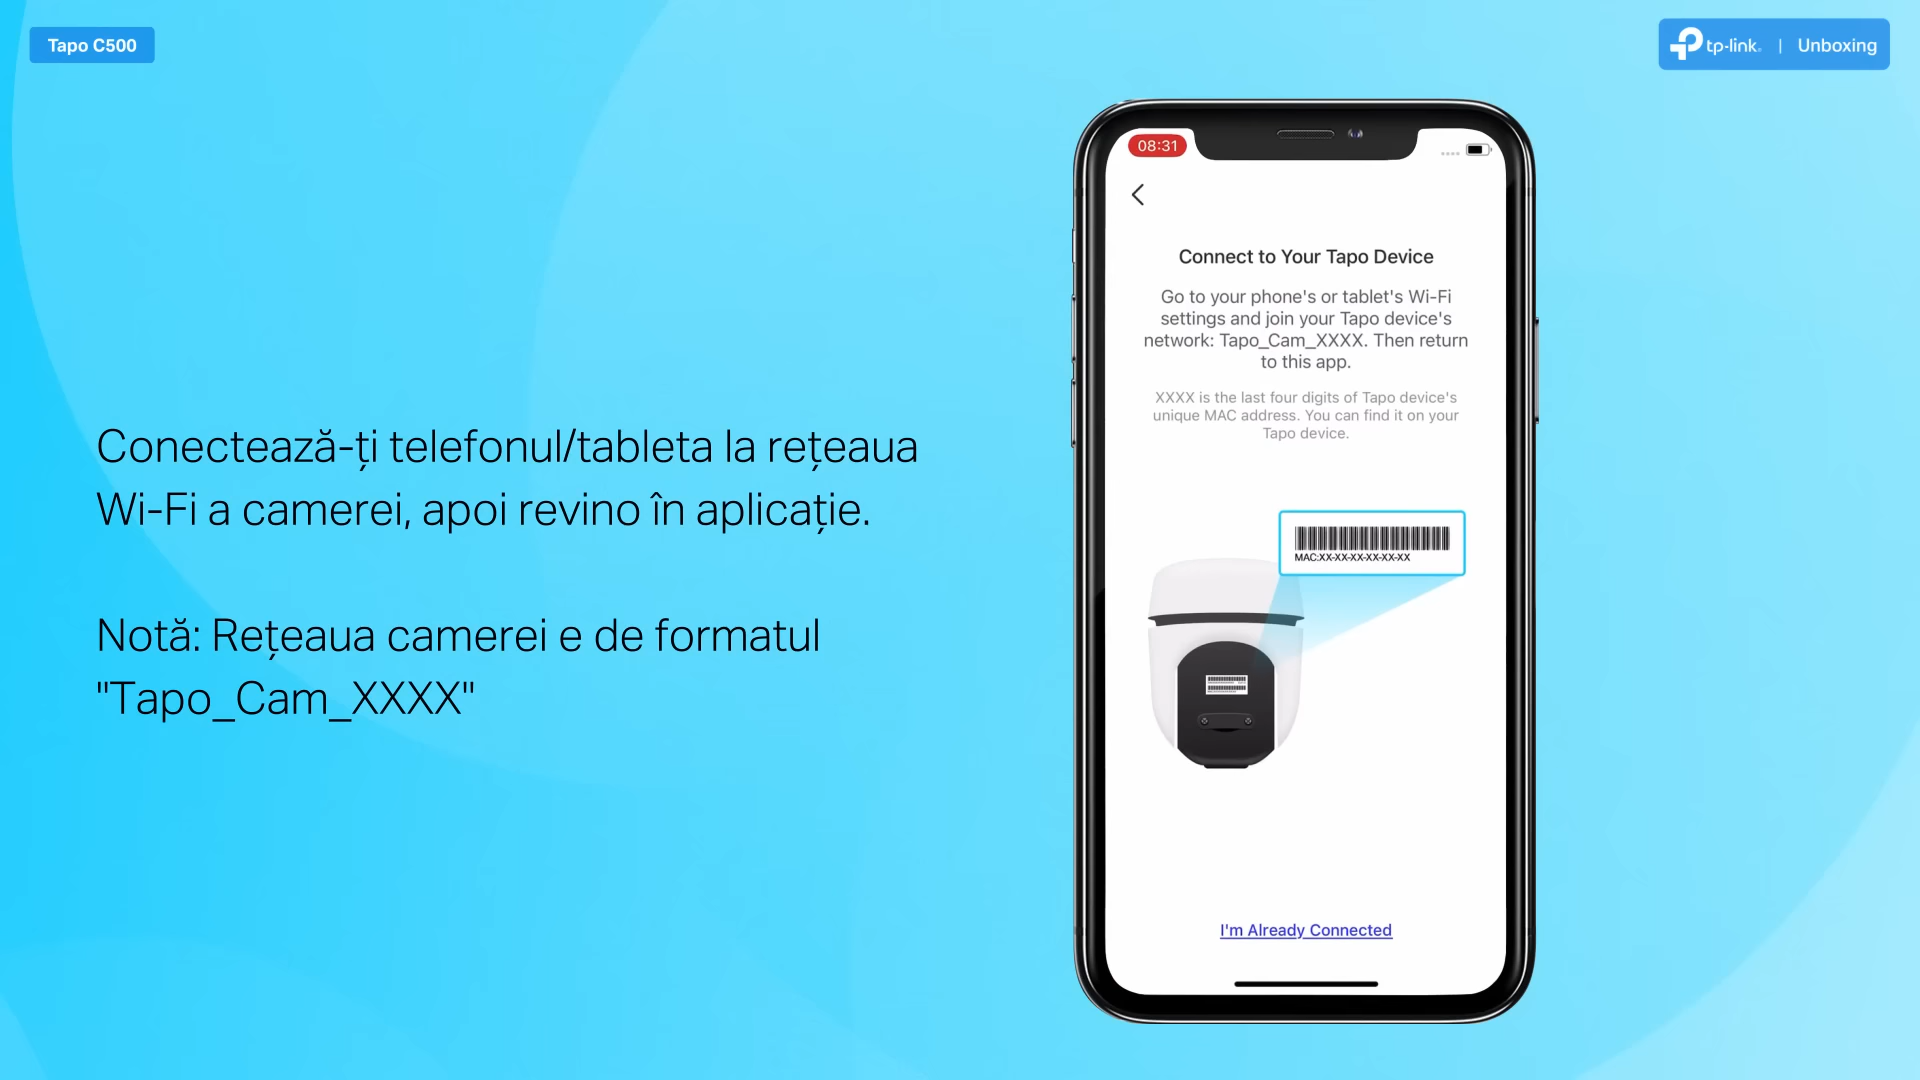 Tapo C500
tp-link | Unboxing
Conectează-ți telefonul/tableta la rețeaua
Wi-Fi a camerei, apoi revino în aplicație.
Notă: Rețeaua camerei e de formatul
"Tapo_Cam_XXXX"
08:31
Connect to Your Tapo Device
Go to your phone's or tablet's Wi-Fi
settings and join your Tapo device's
network: Tapo_Cam_XXXX. Then return
to this app.
XXXX is the last four digits of Tapo device's
unique MAC address. You can find it on your
Tapo device.
MAC:XX-XX-XX-XX-XX-XX
I'm Already Connected